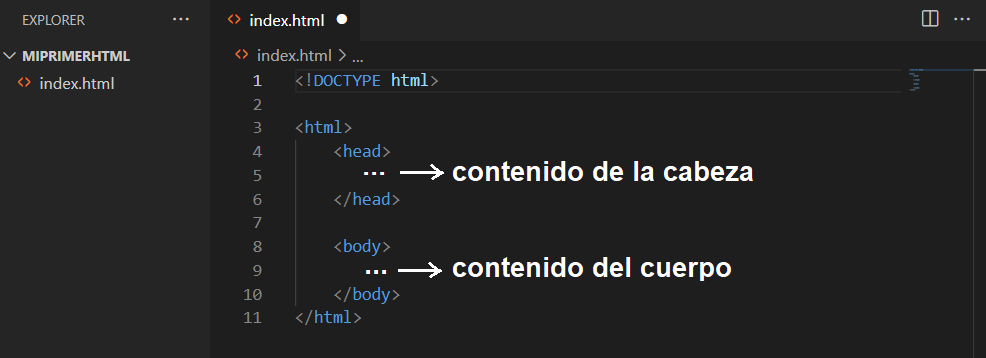 EXPLORER ...
index.html
MIPRIMERHTML
index.html
index.html > ...
1 <!DOCTYPE html>
2
3 <html>
4 <head>
5 ... contenido de la cabeza
6 </head>
7
8 <body>
9 ... contenido del cuerpo
10 </body>
11 </html>